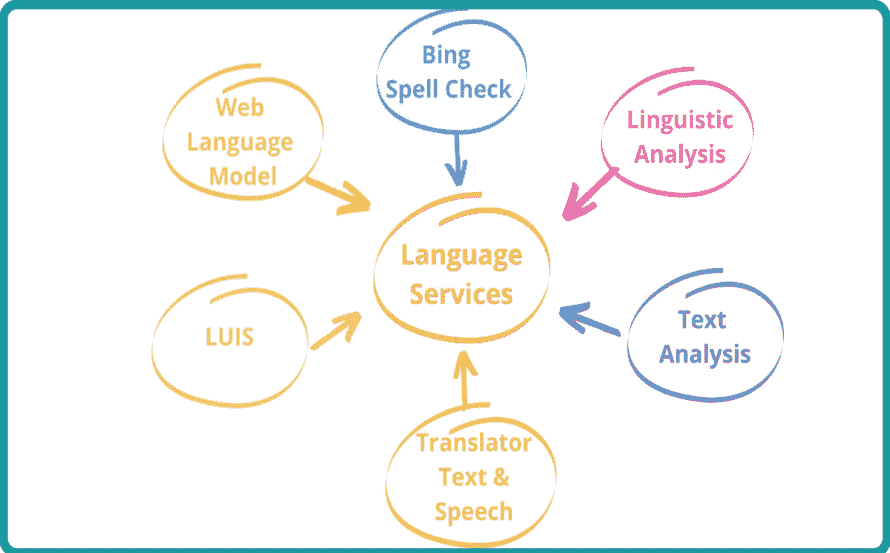 Bing
Spell Check
Web
Language
Model
Linguistic
Analysis
Language
Services
LUIS
Text
Analysis
Translator
Text &
Speech